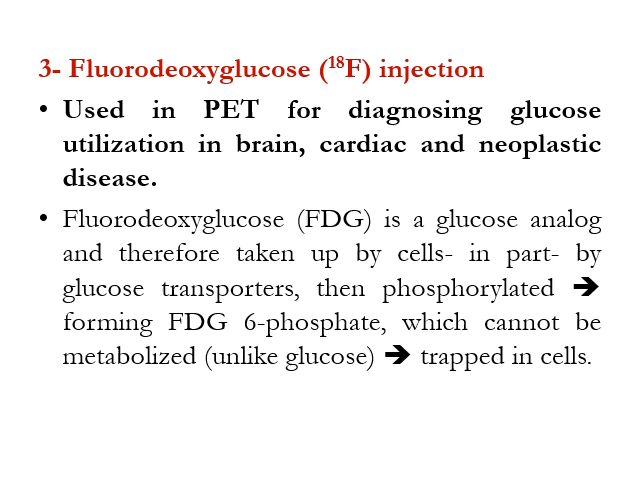 3- Fluorodeoxyglucose (¹⁸F) injection
• Used in PET for diagnosing glucose
utilization in brain, cardiac and neoplastic
disease.
• Fluorodeoxyglucose (FDG) is a glucose analog
and therefore taken up by cells- in part- by
glucose transporters, then phosphorylated ➔
forming FDG 6-phosphate, which cannot be
metabolized (unlike glucose) ➔ trapped in cells.